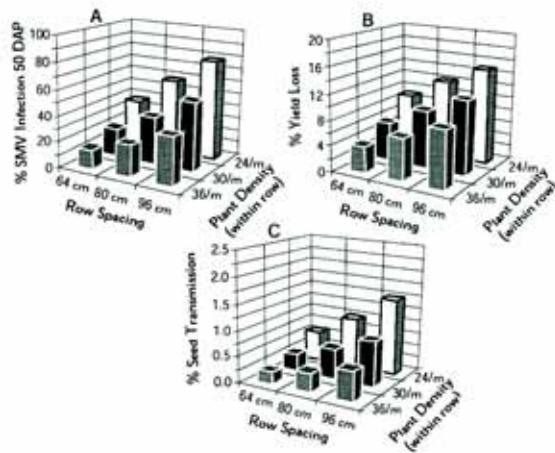 A
% SMV Infection 50 DAP
100
80
60
40
20
0
64 cm
80 cm
96 cm
Row Spacing
36/m
30/m
24/m
Plant Density
(within row)
B
% Yield Loss
20
16
12
8
4
0
64 cm
80 cm
96 cm
Row Spacing
36/m
30/m
24/m
Plant Density
(within row)
C
% Seed Transmission
2.5
2.0
1.5
1.0
0.5
0.0
64 cm
80 cm
96 cm
Row Spacing
36/m
30/m
24/m
Plant Density
(within row)